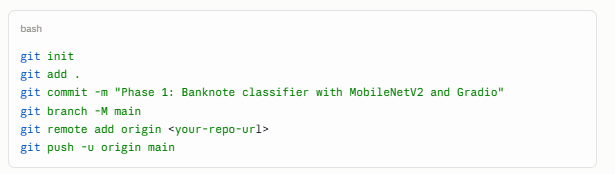 bash
git init
git add .
git commit -m "Phase 1: Banknote classifier with MobileNetV2 and Gradio"
git branch -M main
git remote add origin <your-repo-url>
git push -u origin main